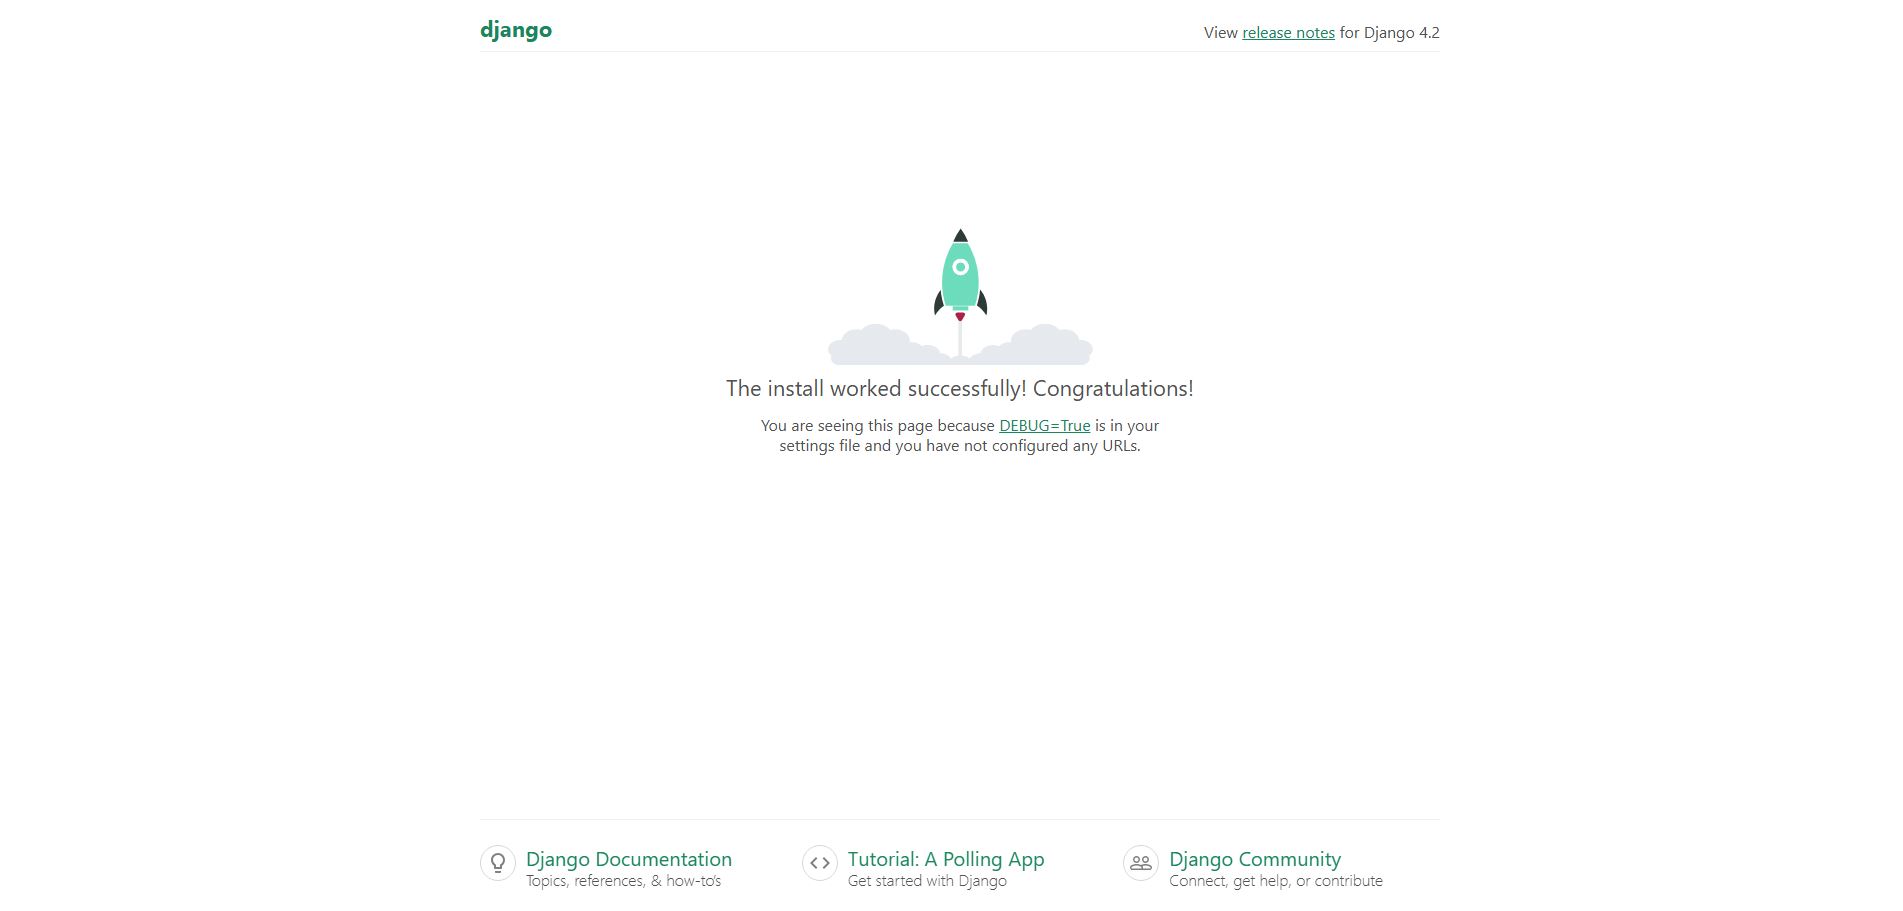 django
View release notes for Django 4.2
The install worked successfully! Congratulations!
You are seeing this page because DEBUG=True is in your
settings file and you have not configured any URLs.
Django Documentation
Topics, references, & how-to's
Tutorial: A Polling App
Get started with Django
Django Community
Connect, get help, or contribute